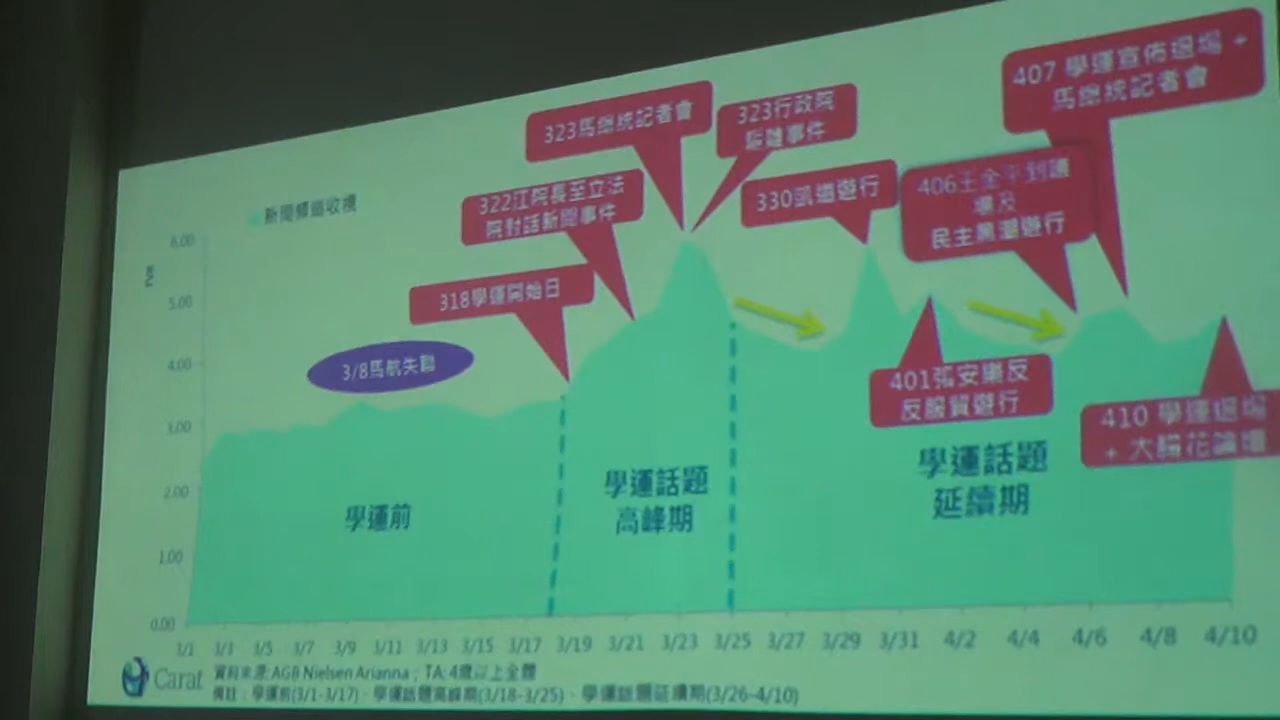 407 學運宣佈退場 +
馬總統記者會
323馬總統記者會
323行政院
驅離事件
322江院長至立法
院對話新聞事件
330凱道遊行
406王金平到議
場及
民主黑潮遊行
318學運開始日
3/8馬航失聯
401張安樂反
反服貿遊行
410 學運退場
+ 大腸花論壇
新聞頻道收視
TVR
6.00
5.00
4.00
3.00
2.00
1.00
0.00
學運前
學運話題
高峰期
學運話題
延續期
3/1 3/3 3/5 3/7 3/9 3/11 3/13 3/15 3/17 3/19 3/21 3/23 3/25 3/27 3/29 3/31 4/2 4/4 4/6 4/8 4/10
Carat
資料來源:AGB Nielsen Arianna；TA:4歲以上全體
備註：學運前(3/1-3/17)、學運話題高峰期(3/18-3/25)、學運話題延續期(3/26-4/10)